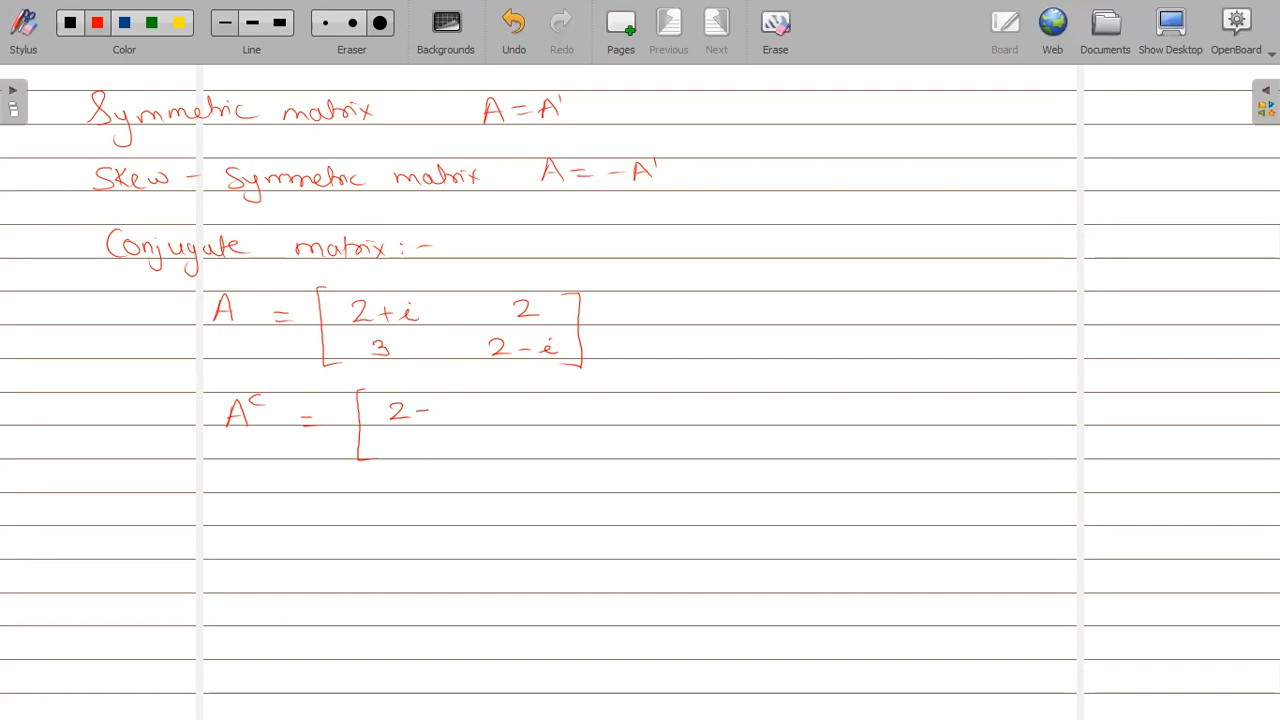 Stylus Color Line Eraser Backgrounds Undo Redo Pages Previous Next Erase Board Web Documents Show Desktop OpenBoard
Symmetric matrix A = A'
Skew - Symmetric matrix A = - A'
Conjugate matrix : -
A = [ 2 + i 2
3 2 - i ]
A^c = [ 2 -